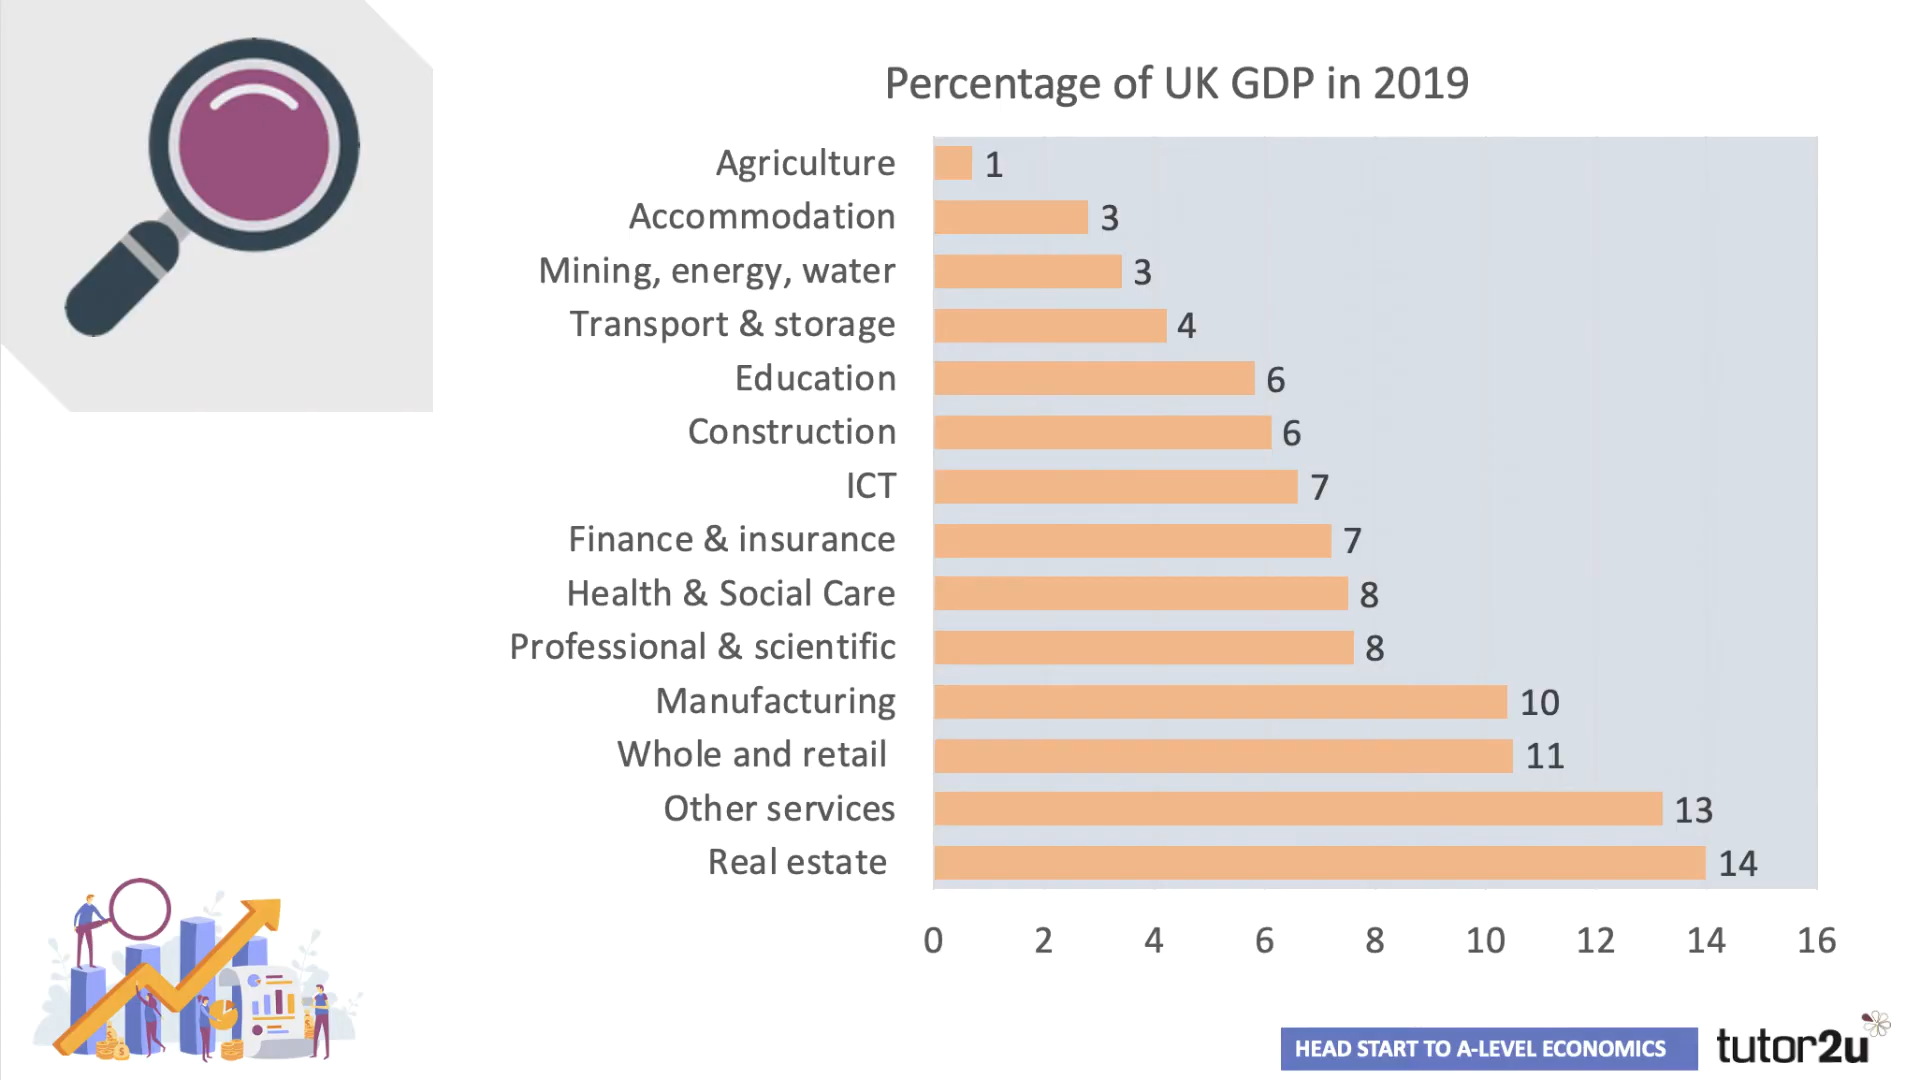 Percentage of UK GDP in 2019
Agriculture 1
Accommodation 3
Mining, energy, water 3
Transport & storage 4
Education 6
Construction 6
ICT 7
Finance & insurance 7
Health & Social Care 8
Professional & scientific 8
Manufacturing 10
Whole and retail 11
Other services 13
Real estate 14
0 2 4 6 8 10 12 14 16
HEAD START TO A-LEVEL ECONOMICS
tutor2u